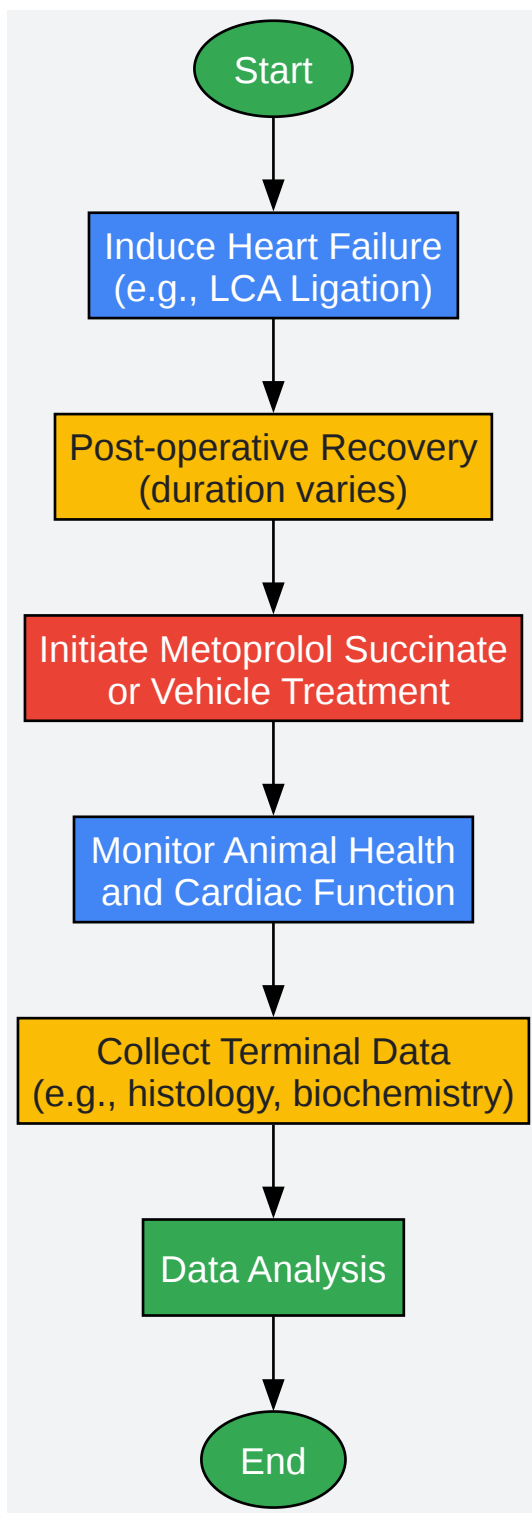 Start
Induce Heart Failure
(e.g., LCA Ligation)
Post-operative Recovery
(duration varies)
Initiate Metoprolol Succinate
or Vehicle Treatment
Monitor Animal Health
and Cardiac Function
Collect Terminal Data
(e.g., histology, biochemistry)
Data Analysis
End